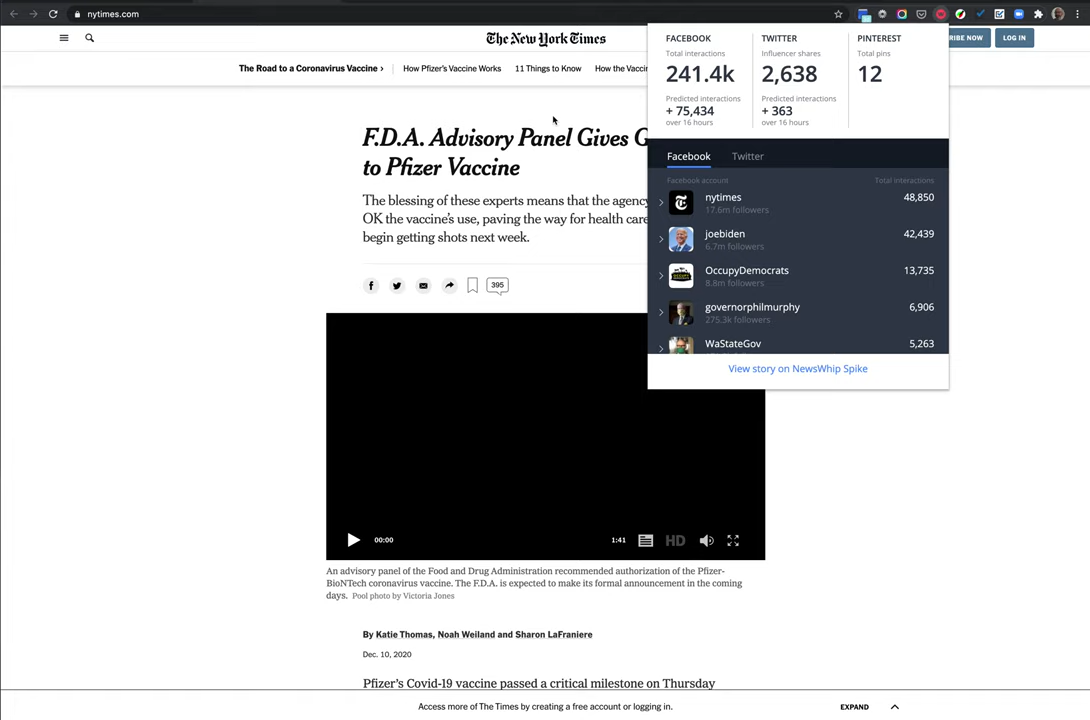 nytimes.com
The New York Times
RIBE NOW
LOG IN
The Road to a Coronavirus Vaccine ›
How Pfizer's Vaccine Works
11 Things to Know
How the Vaccin
F.D.A. Advisory Panel Gives G
to Pfizer Vaccine
The blessing of these experts means that the agency
OK the vaccine's use, paving the way for health care
begin getting shots next week.
395
FACEBOOK
Total interactions
241.4k
Predicted interactions
+ 75,434
over 16 hours
TWITTER
Influencer shares
2,638
Predicted interactions
+ 363
over 16 hours
PINTEREST
Total pins
12
Facebook
Twitter
Facebook account
Total interactions
nytimes
48,850
17.6m followers
joebiden
42,439
6.7m followers
OccupyDemocrats
13,735
8.8m followers
governorphilmurphy
6,906
275.3k followers
WaStateGov
5,263
View story on NewsWhip Spike
00:00
1:41
HD
An advisory panel of the Food and Drug Administration recommended authorization of the Pfizer-
BioNTech coronavirus vaccine. The F.D.A. is expected to make its formal announcement in the coming
days. Pool photo by Victoria Jones
By Katie Thomas, Noah Weiland and Sharon LaFraniere
Dec. 10, 2020
Pfizer's Covid-19 vaccine passed a critical milestone on Thursday
Access more of The Times by creating a free account or logging in.
EXPAND